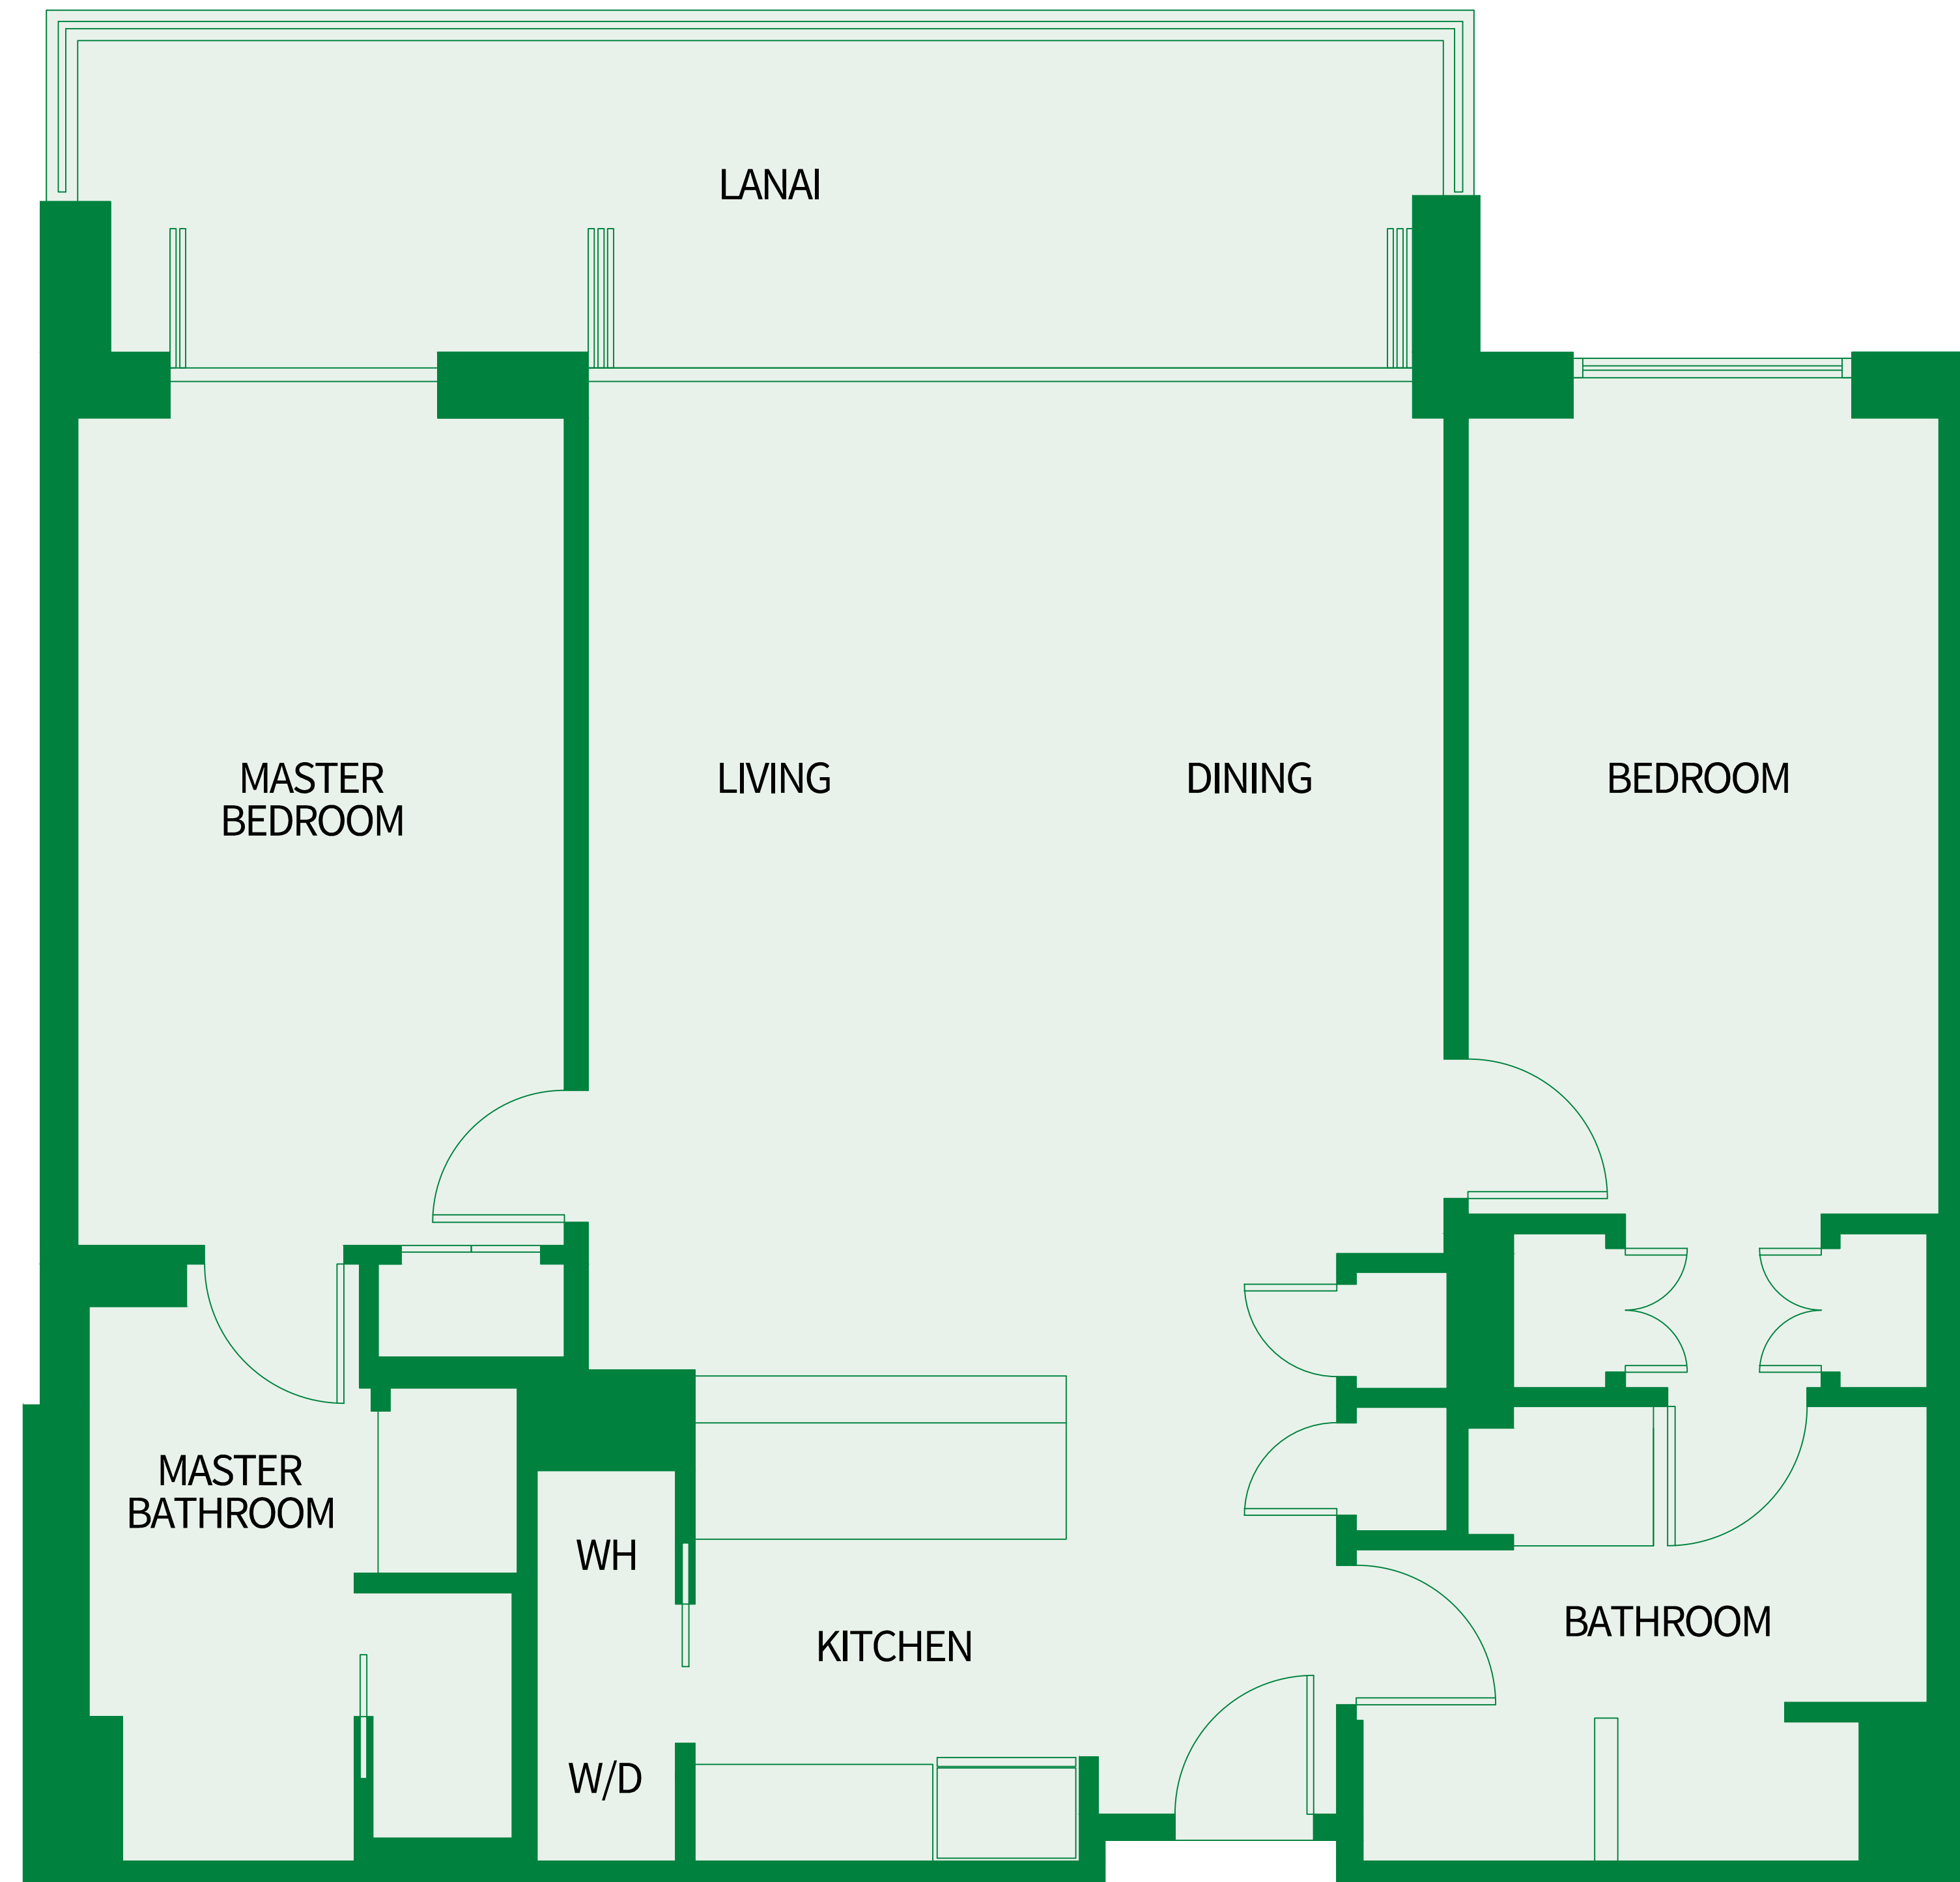 LANAI
MASTER
BEDROOM
LIVING
DINING
BEDROOM
MASTER
BATHROOM
WH
KITCHEN
BATHROOM
W/D